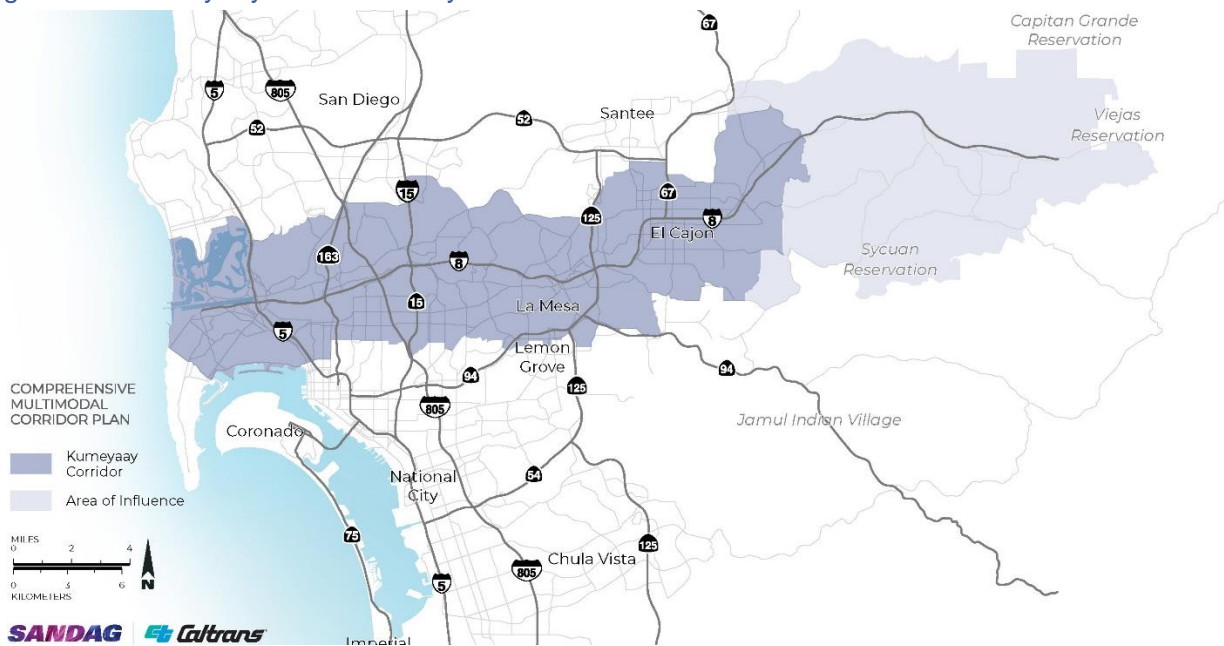 Capitan Grande
Reservation
67
5
805
San Diego
52
52
Santee
Viejas
Reservation
15
67
125
8
El Cajon
163
8
Sycuan
Reservation
15
La Mesa
5
Lemon
Grove
94
94
125
805
COMPREHENSIVE
MULTIMODAL
CORRIDOR PLAN
Jamul Indian Village
Coronado
Kumeyaay
Corridor
National
City
54
Area of Influence
75
125
MILES
0 2 4
Chula Vista
805
0 3 6
5
KILOMETERS
N
SANDAG
Caltrans
Imperial